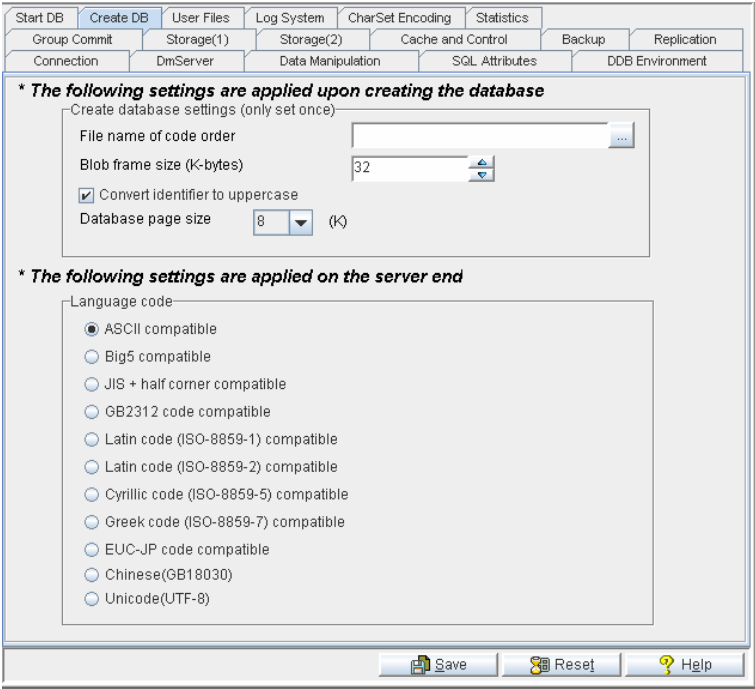 Start DB Create DB User Files Log System CharSet Encoding Statistics
Group Commit Storage(1) Storage(2) Cache and Control Backup Replication
Connection DmServer Data Manipulation SQL Attributes DDB Environment
* The following settings are applied upon creating the database
Create database settings (only set once)
File name of code order ...
Blob frame size (K-bytes) 32
Convert identifier to uppercase
Database page size 8 (K)
* The following settings are applied on the server end
Language code
ASCII compatible
Big5 compatible
JIS + half corner compatible
GB2312 code compatible
Latin code (ISO-8859-1) compatible
Latin code (ISO-8859-2) compatible
Cyrillic code (ISO-8859-5) compatible
Greek code (ISO-8859-7) compatible
EUC-JP code compatible
Chinese(GB18030)
Unicode(UTF-8)
Save Reset Help